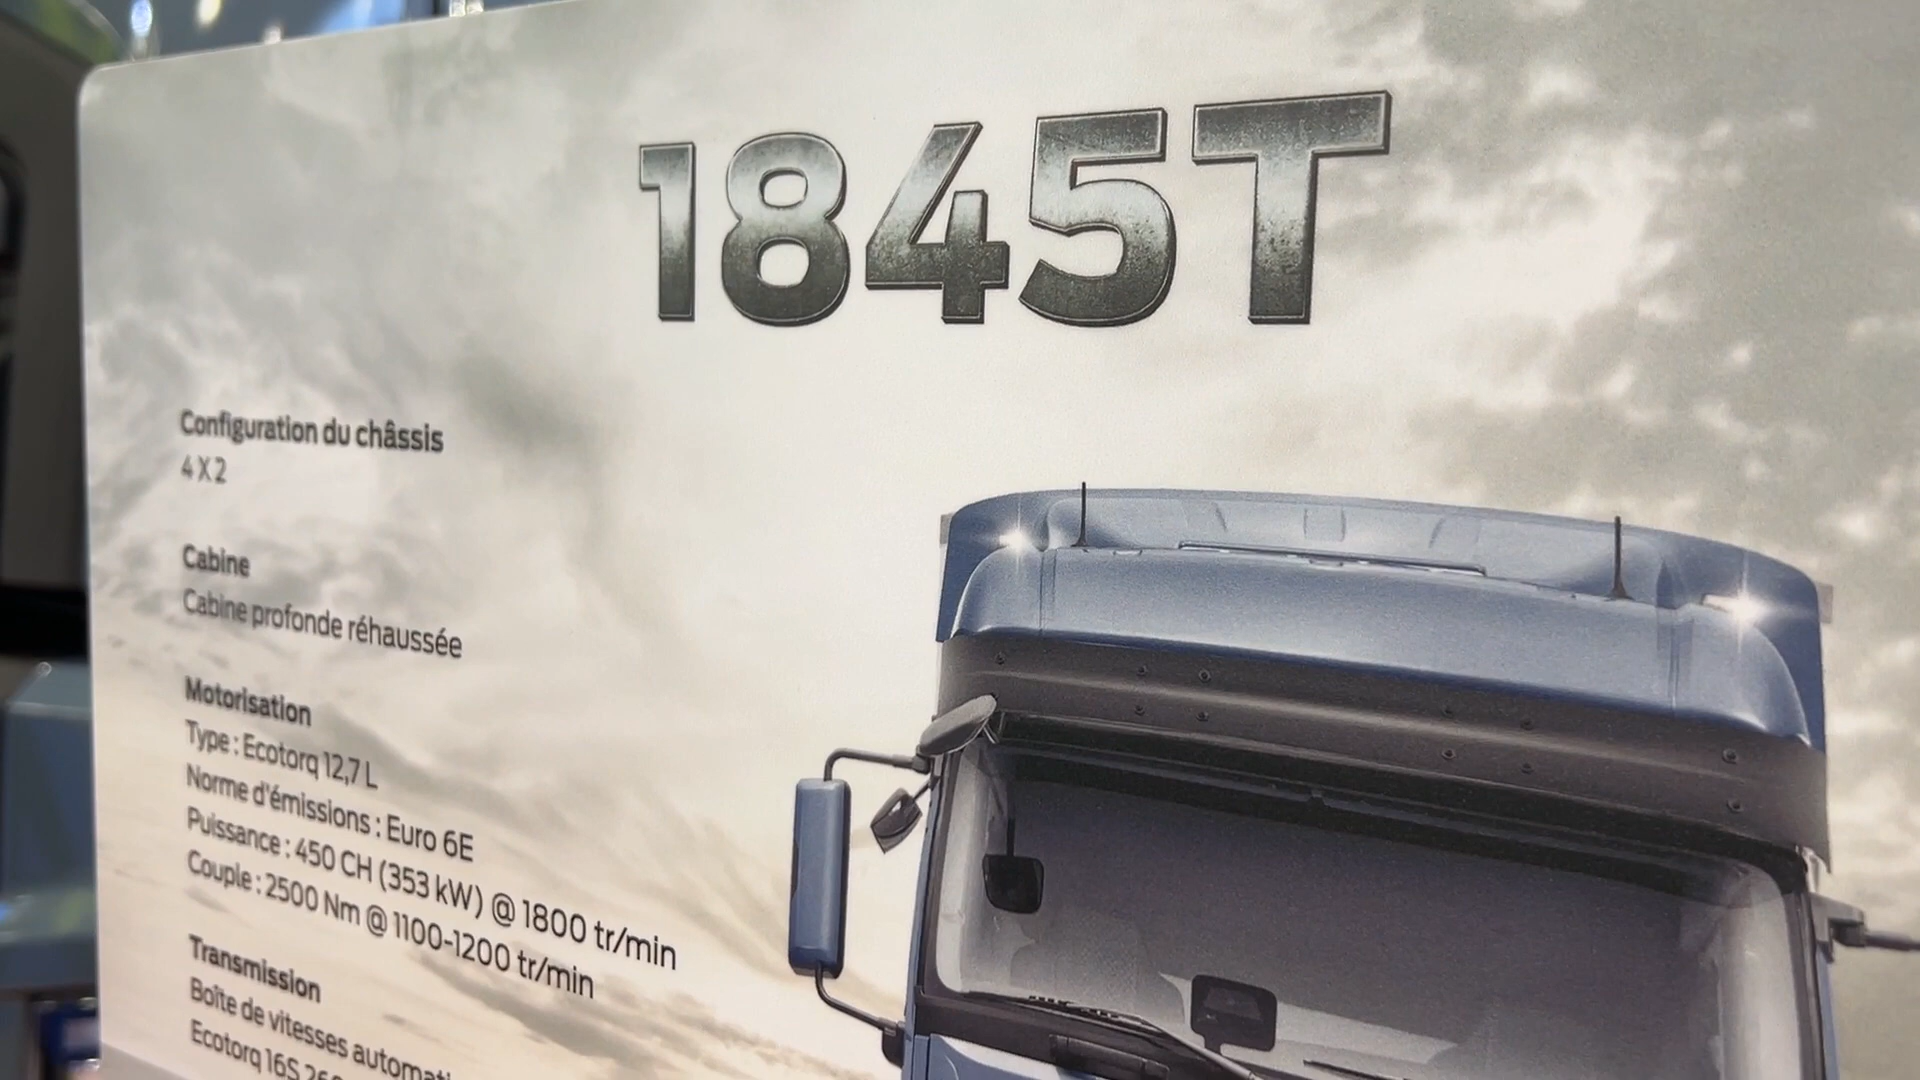 1845T
Configuration du châssis
4 X 2
Cabine
Cabine profonde réhaussée
Motorisation
Type : Ecotorq 12,7 L
Norme d'émissions : Euro 6E
Puissance : 450 CH (353 kW) @ 1800 tr/min
Couple : 2500 Nm @ 1100-1200 tr/min
Transmission
Boîte de vitesses
Ecotorq 16S